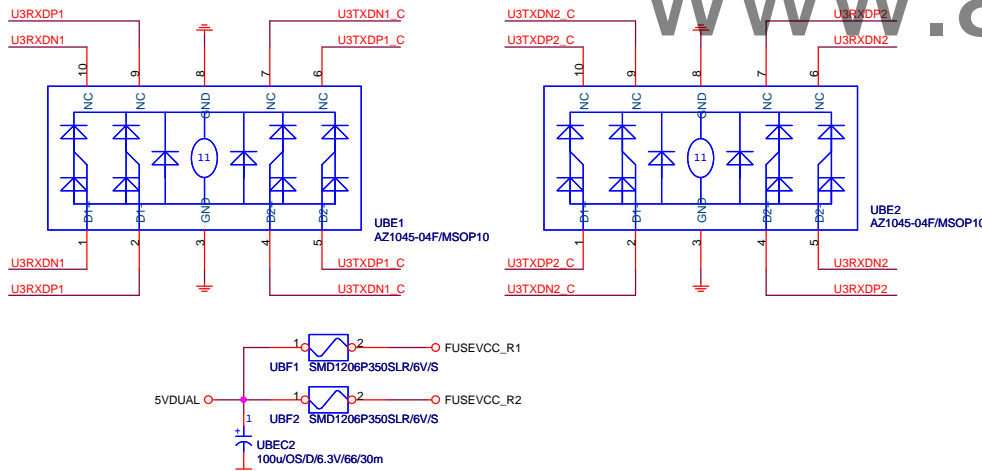 www.a
U3RXDP1 U3TXDN1_C U3TXDN2_C U3RXDP2
U3RXDN1 U3TXDP1_C U3TXDP2_C U3RXDN2
10 9 8 7 6 10 9 8 7 6
NC NC GND NC NC NC NC GND NC NC
11 11
D1+ D1- GND D2+ D2- D1+ D1- GND D2+ D2-
UBE1 UBE2
AZ1045-04F/MSOP10 AZ1045-04F/MSOP10
1 2 3 4 5 1 2 3 4 5
U3RXDN1 U3TXDP1_C U3TXDP2_C U3RXDN2
U3RXDP1 U3TXDN1_C U3TXDN2_C U3RXDP2
1 2 FUSEVCC_R1
UBF1 SMD1206P350SLR/6V/S
5VDUAL 1 2 FUSEVCC_R2
UBF2 SMD1206P350SLR/6V/S
1
+
UBEC2
100u/OS/D/6.3V/66/30m